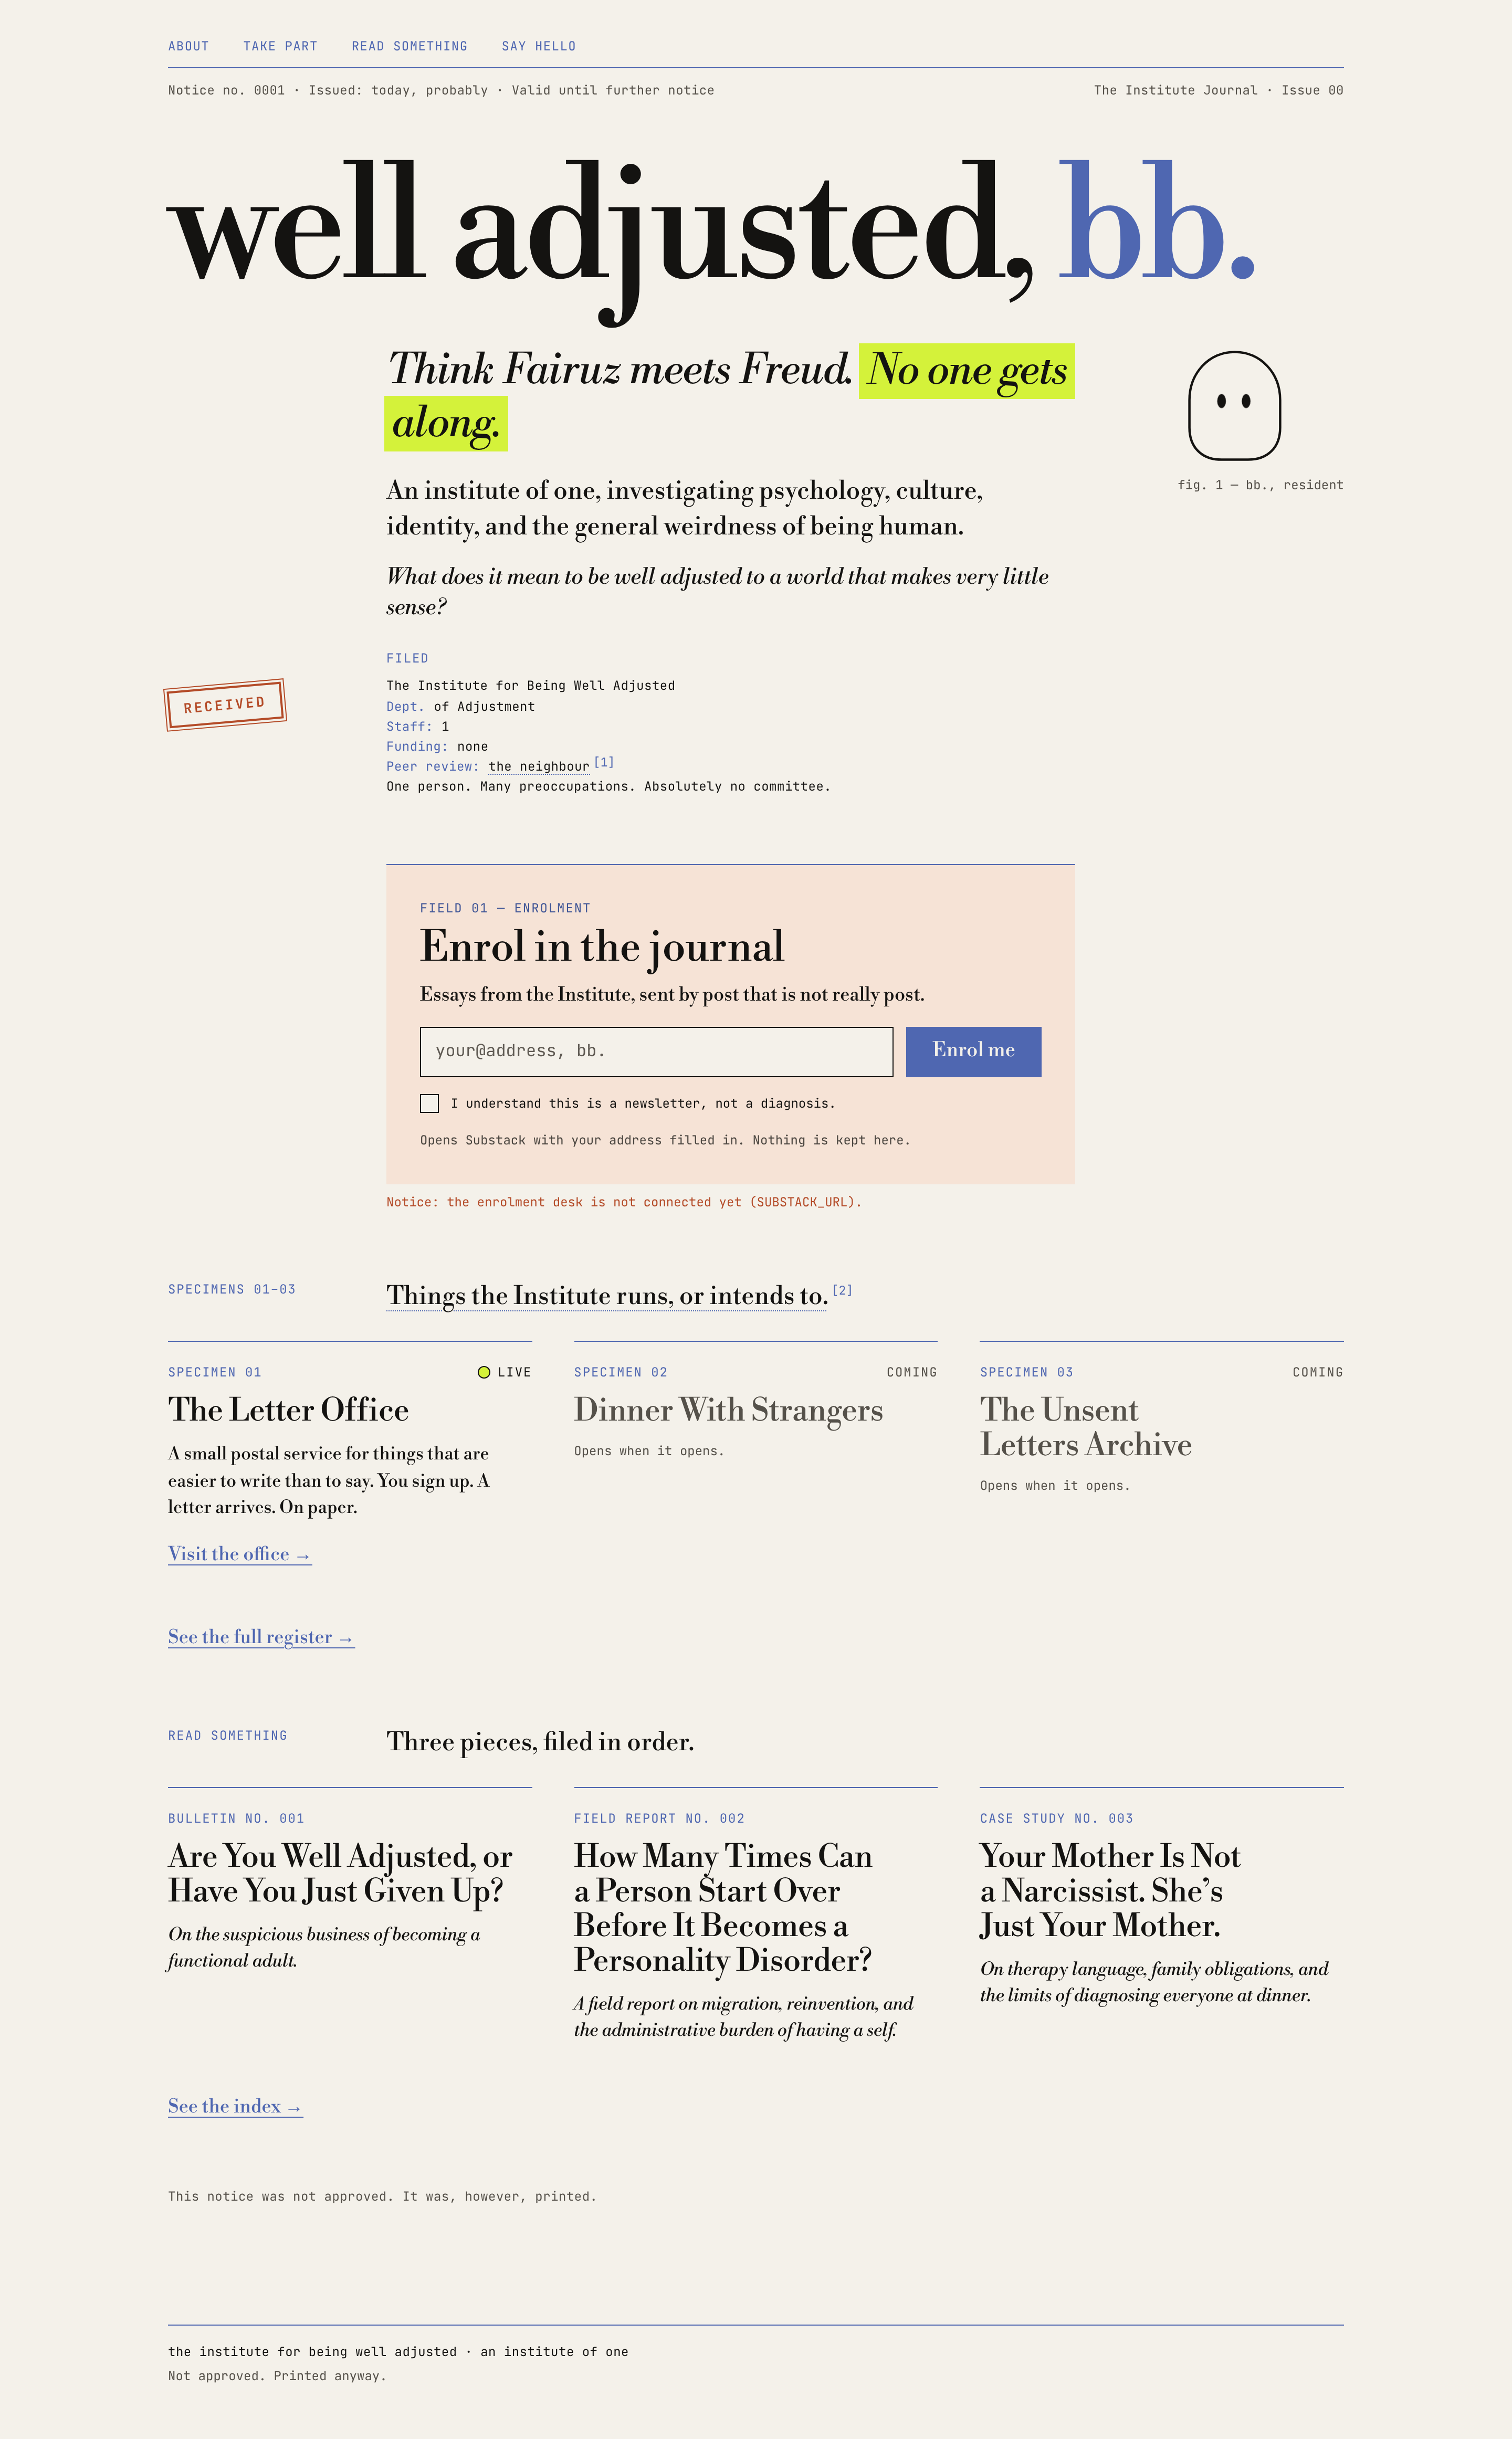 ABOUT TAKE PART READ SOMETHING SAY HELLO
Notice no. 0001 · Issued: today, probably · Valid until further notice
The Institute Journal · Issue 00
well adjusted, bb.
Think Fairuz meets Freud. No one gets
along.
fig. 1 — bb., resident
An institute of one, investigating psychology, culture,
identity, and the general weirdness of being human.
What does it mean to be well adjusted to a world that makes very little
sense?
RECEIVED
FILED
The Institute for Being Well Adjusted
Dept. of Adjustment
Staff: 1
Funding: none
Peer review: the neighbour [1]
One person. Many preoccupations. Absolutely no committee.
FIELD 01 — ENROLMENT
Enrol in the journal
Essays from the Institute, sent by post that is not really post.
your@address, bb.
Enrol me
I understand this is a newsletter, not a diagnosis.
Opens Substack with your address filled in. Nothing is kept here.
Notice: the enrolment desk is not connected yet (SUBSTACK_URL).
SPECIMENS 01–03
Things the Institute runs, or intends to. [2]
SPECIMEN 01
LIVE
The Letter Office
A small postal service for things that are
easier to write than to say. You sign up. A
letter arrives. On paper.
Visit the office →
SPECIMEN 02
COMING
Dinner With Strangers
Opens when it opens.
SPECIMEN 03
COMING
The Unsent
Letters Archive
Opens when it opens.
See the full register →
READ SOMETHING
Three pieces, filed in order.
BULLETIN NO. 001
Are You Well Adjusted, or
Have You Just Given Up?
On the suspicious business of becoming a
functional adult.
FIELD REPORT NO. 002
How Many Times Can
a Person Start Over
Before It Becomes a
Personality Disorder?
A field report on migration, reinvention, and
the administrative burden of having a self.
CASE STUDY NO. 003
Your Mother Is Not
a Narcissist. She’s
Just Your Mother.
On therapy language, family obligations, and
the limits of diagnosing everyone at dinner.
See the index →
This notice was not approved. It was, however, printed.
the institute for being well adjusted · an institute of one
Not approved. Printed anyway.